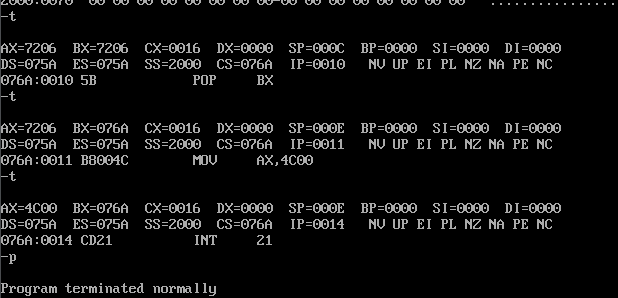 2000:0070  00 00 00 00 00 00 00 00-00 00 00 00 00 00 00 00   ................
-t
AX=7206  BX=7206  CX=0016  DX=0000  SP=000C  BP=0000  SI=0000  DI=0000
DS=075A  ES=075A  SS=2000  CS=076A  IP=0010   NV UP EI PL NZ NA PE NC
076A:0010 5B            POP     BX
-t
AX=7206  BX=076A  CX=0016  DX=0000  SP=000E  BP=0000  SI=0000  DI=0000
DS=075A  ES=075A  SS=2000  CS=076A  IP=0011   NV UP EI PL NZ NA PE NC
076A:0011 B8004C        MOV     AX,4C00
-t
AX=4C00  BX=076A  CX=0016  DX=0000  SP=000E  BP=0000  SI=0000  DI=0000
DS=075A  ES=075A  SS=2000  CS=076A  IP=0014   NV UP EI PL NZ NA PE NC
076A:0014 CD21          INT     21
-p
Program terminated normally